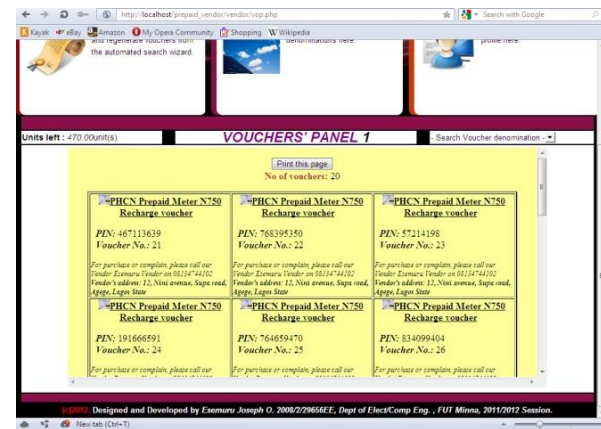 http://localhost/prepaid_vendor/vendor/vop.php
Search with Google
Kayak eBay Amazon My Opera Community Shopping Wikipedia
and regenerate vouchers from
the automated search wizard.
denominations here.
profile here.
Units left : 470.00unit(s)
VOUCHERS' PANEL 1
- Search Voucher denomination -
Print this page
No of vouchers: 20
PHCN Prepaid Meter N750
Recharge voucher
PIN: 467113639
Voucher No.: 21
For purchase or complain, please call our
Vendor Esemuru Vendor on 08134744102
Vendor's address: 12, Nini avenue, Supa road,
Agege, Lagos State
PHCN Prepaid Meter N750
Recharge voucher
PIN: 768395350
Voucher No.: 22
For purchase or complain, please call our
Vendor Esemuru Vendor on 08134744102
Vendor's address: 12, Nini avenue, Supa road,
Agege, Lagos State
PHCN Prepaid Meter N750
Recharge voucher
PIN: 57214198
Voucher No.: 23
For purchase or complain, please call our
Vendor Esemuru Vendor on 08134744102
Vendor's address: 12, Nini avenue, Supa road,
Agege, Lagos State
PHCN Prepaid Meter N750
Recharge voucher
PIN: 191666591
Voucher No.: 24
For purchase or complain, please call our
PHCN Prepaid Meter N750
Recharge voucher
PIN: 764659470
Voucher No.: 25
For purchase or complain, please call our
PHCN Prepaid Meter N750
Recharge voucher
PIN: 834099404
Voucher No.: 26
For purchase or complain, please call our
(c)2012. Designed and Developed by Esemuru Joseph O. 2008/2/29656EE, Dept of Elect/Comp Eng. , FUT Minna, 2011/2012 Session.
New tab (Ctrl+T)